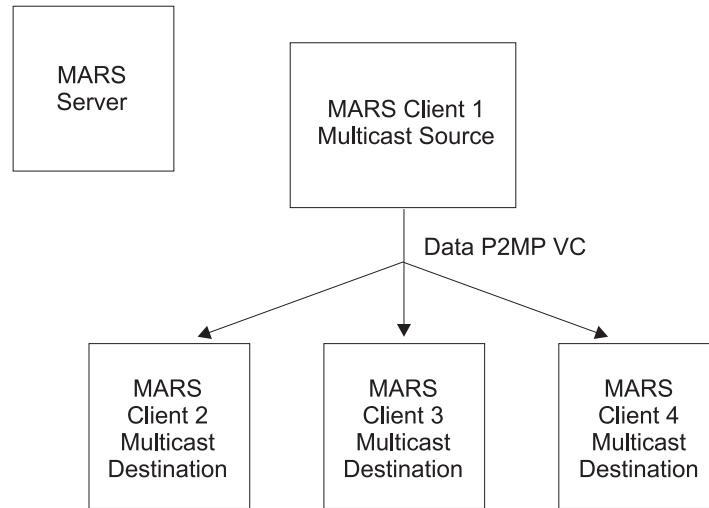 MARS
Server
MARS Client 1
Multicast Source
Data P2MP VC
MARS
Client 2
Multicast
Destination
MARS
Client 3
Multicast
Destination
MARS
Client 4
Multicast
Destination